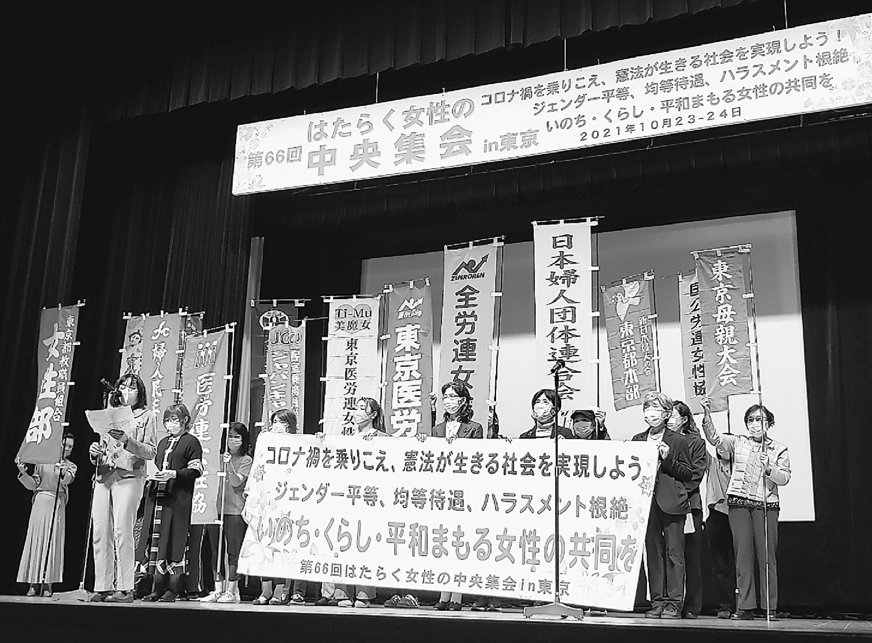 第66回
はたらく女性の
中央集会in東京
コロナ禍を乗りこえ、憲法が生きる社会を実現しよう！
ジェンダー平等、均等待遇、ハラスメント根絶
いのち・くらし・平和まもる女性の共同を
2021年10月23-24日
女性部
医労連
Ti-Mu
美魔女
東京医労連女性
東京医労
ZENROREN
全労連女
日本婦人団体連合会
東京都本部
東京母親大会
コロナ禍を乗りこえ、憲法が生きる社会を実現しよう
ジェンダー平等、均等待遇、ハラスメント根絶
いのち・くらし・平和まもる女性の共同を
第66回はたらく女性の中央集会in東京